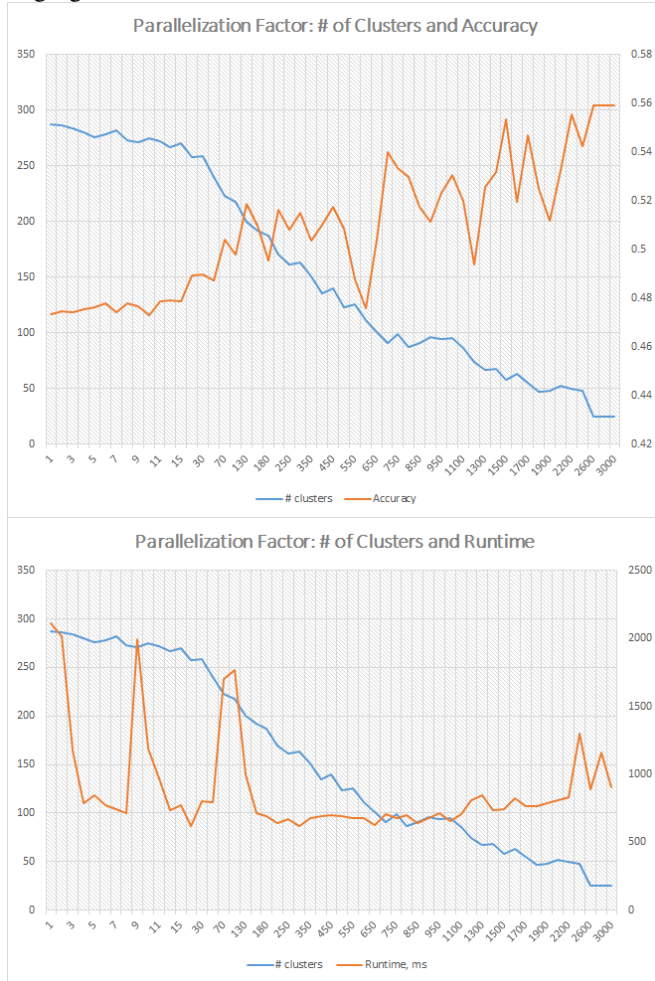 Parallelization Factor: # of Clusters and Accuracy
350 0.58
300 0.56
250 0.54
200 0.52
150 0.5
100 0.48
50 0.46
0 0.44
0.42
1 3 5 7 9 11 15 30 70 130 180 250 350 450 550 650 750 850 950 1100 1300 1500 1700 1900 2200 2600 3000
# clusters Accuracy
Parallelization Factor: # of Clusters and Runtime
350 2500
300 2000
250 1500
200 1000
150 500
100 0
50
0
1 3 5 7 9 11 15 30 70 130 180 250 350 450 550 650 750 850 950 1100 1300 1500 1700 1900 2200 2600 3000
# clusters Runtime, ms